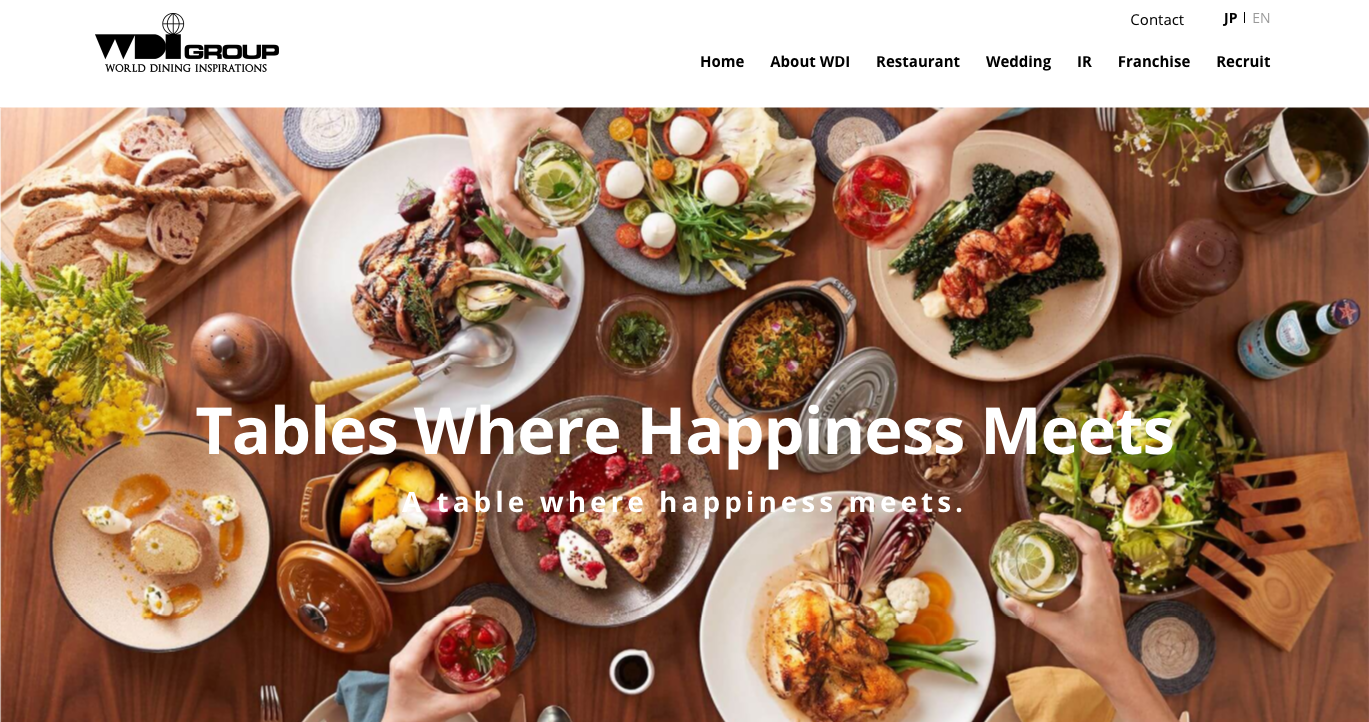 Contact
JP | EN
WDI GROUP
WORLD DINING INSPIRATIONS
Home About WDI Restaurant Wedding IR Franchise Recruit
Tables Where Happiness Meets
A table where happiness meets.